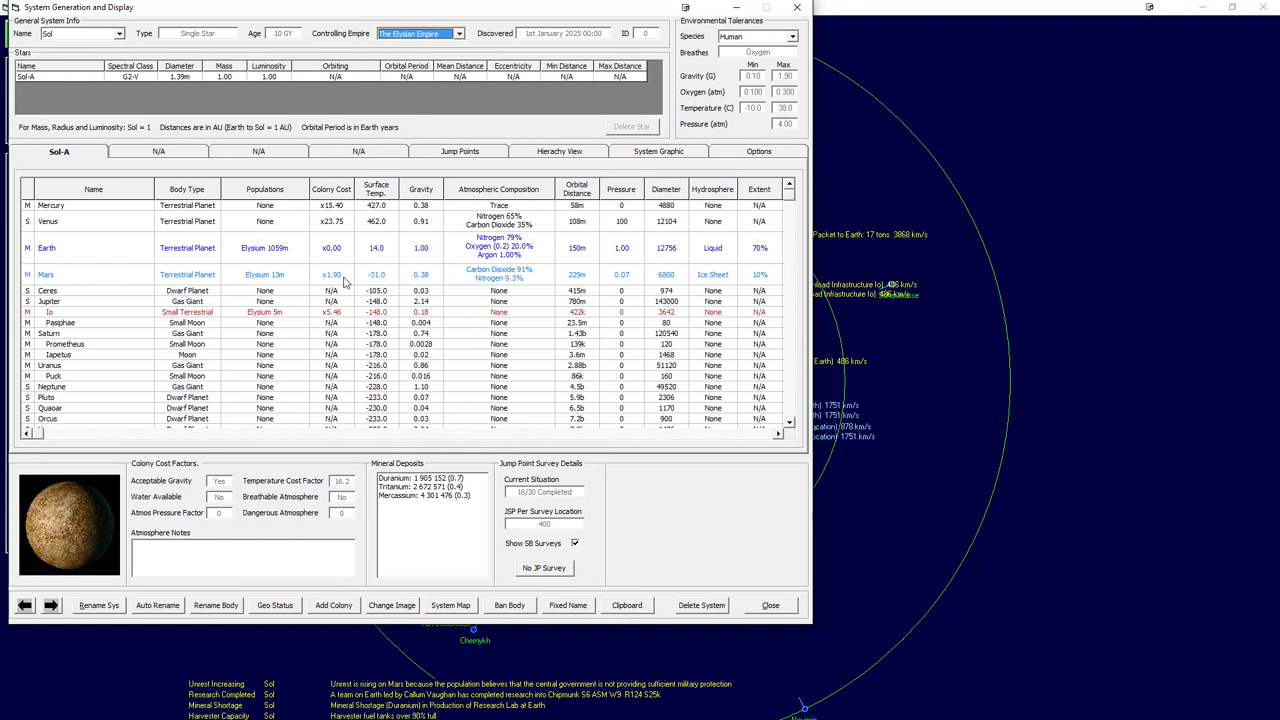 System Generation and Display
General System Info
Name Sol Type Single Star Age 10 GY Controlling Empire The Elysian Empire Discovered 1st January 2025 00:00 ID 0
Environmental Tolerances
Species Human
Breathes Oxygen
Min Max
Gravity (G) 0.10 1.90
Oxygen (atm) 0.100 0.300
Temperature (C) -10.0 38.0
Pressure (atm) 4.00
Stars
Name Spectral Class Diameter Mass Luminosity Orbiting Orbital Period Mean Distance Eccentricity Min Distance Max Distance
Sol-A G2-V 1.39m 1.00 1.00 N/A N/A N/A N/A N/A N/A
For Mass, Radius and Luminosity: Sol = 1 Distances are in AU (Earth to Sol = 1 AU) Orbital Period is in Earth years Delete Star
Sol-A N/A N/A N/A Jump Points Hierachy View System Graphic Options
Name Body Type Populations Colony Cost Surface Temp. Gravity Atmospheric Composition Orbital Distance Pressure Diameter Hydrosphere Extent
M Mercury Terrestrial Planet None x15.40 427.0 0.38 Trace 58m 0 4880 None N/A
S Venus Terrestrial Planet None x23.75 462.0 0.91 Nitrogen 65% Carbon Dioxide 35% 108m 100 12104 None N/A
M Earth Terrestrial Planet Elysium 1059m x0.00 14.0 1.00 Nitrogen 79% Oxygen (0.2) 20.0% Argon 1.00% 150m 1.00 12756 Liquid 70%
M Mars Terrestrial Planet Elysium 13m x1.90 -31.0 0.38 Carbon Dioxide 91% Nitrogen 9.3% 229m 0.07 6800 Ice Sheet 10%
S Ceres Dwarf Planet None N/A -105.0 0.03 None 415m 0 974 None N/A
S Jupiter Gas Giant None N/A -148.0 2.14 None 780m 0 143000 None N/A
M Io Small Terrestrial Elysium 5m x5.46 -148.0 0.18 None 422k 0 3642 None N/A
M Pasiphae Small Moon None N/A -148.0 0.004 None 23.5m 0 80 None N/A
M Saturn Gas Giant None N/A -178.0 0.74 None 1.43b 0 120540 None N/A
M Prometheus Small Moon None N/A -178.0 0.0028 None 139k 0 120 None N/A
M Iapetus Moon None N/A -178.0 0.02 None 3.6m 0 1468 None N/A
M Uranus Gas Giant None N/A -216.0 0.86 None 2.88b 0 51120 None N/A
M Puck Small Moon None N/A -216.0 0.016 None 86k 0 160 None N/A
S Neptune Gas Giant None N/A -228.0 1.10 None 4.5b 0 49520 None N/A
S Pluto Dwarf Planet None N/A -233.0 0.03 None 5.9b 0 2306 None N/A
S Quaoar Dwarf Planet None N/A -230.0 0.04 None 6.5b 0 1170 None N/A
S Orcus Dwarf Planet None N/A -233.0 0.03 None 7.2b 0 900 None N/A
Colony Cost Factors.
Acceptable Gravity Yes Temperature Cost Factor 16.2
Water Available No Breathable Atmosphere No
Atmos Pressure Factor 0 Dangerous Atmosphere 0
Atmosphere Notes
Mineral Deposits
Duranium: 1 905 152 (0.7)
Tritanium: 2 672 571 (0.4)
Mercassium: 4 301 476 (0.3)
Jump Point Survey Details
Current Situation
16/30 Completed
JSP Per Survey Location
400
Show SB Surveys
No JP Survey
Rename Sys Auto Rename Rename Body Geo Status Add Colony Change Image System Map Ban Body Fixed Name Clipboard Delete System Close
Packet to Earth: 17 tons 3868 km/s
load Infrastructure Io) 486 km/s
Earth) 486 km/s
1751 km/s
1751 km/s
878 km/s
1751 km/s
Chernykh
Unrest Increasing Sol Unrest is rising on Mars because the population believes that the central government is not providing sufficient military protection
Research Completed Sol A team on Earth led by Callum Vaughan has completed research into Chipmunk S6 ASM W9 R124 S25k
Mineral Shortage Sol Mineral Shortage (Duranium) in Production of Research Lab at Earth
Harvester Capacity Sol Harvester fuel tanks over 90% full